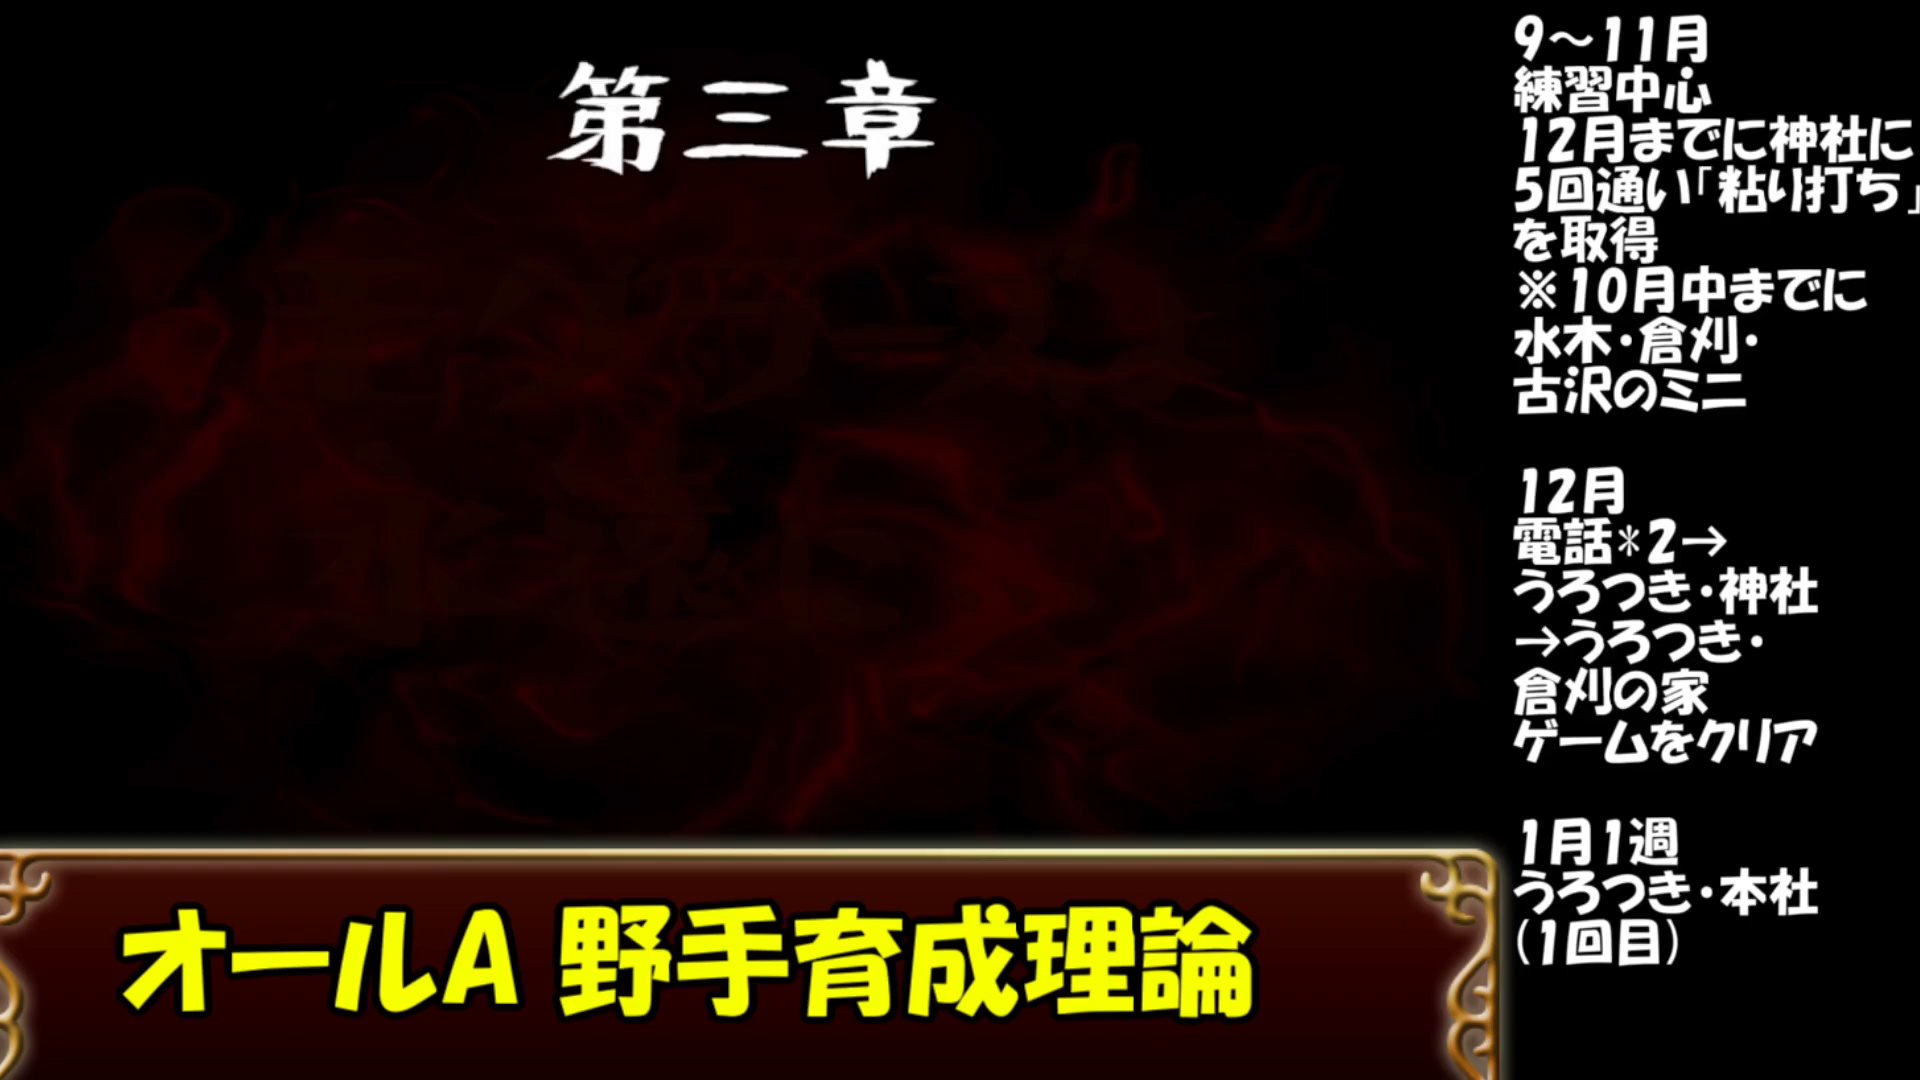 第三章
オールA 野手育成理論
9～11月
練習中心
12月までに神社に
5回通い「粘り打ち」
を取得
※10月中までに
水木・倉刈・
古沢のミニ
12月
電話*2→
うろつき・神社
→うろつき・
倉刈の家
ゲームをクリア
1月1週
うろつき・本社
(1回目)